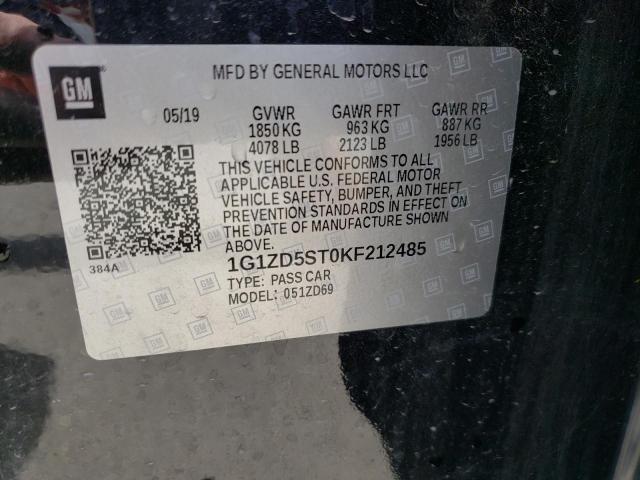 GM
MFD BY GENERAL MOTORS LLC
05/19 GVWR GAWR FRT GAWR RR
1850 KG 963 KG 887 KG
4078 LB 2123 LB 1956 LB
THIS VEHICLE CONFORMS TO ALL
APPLICABLE U.S. FEDERAL MOTOR
VEHICLE SAFETY, BUMPER, AND THEFT
PREVENTION STANDARDS IN EFFECT ON
THE DATE OF MANUFACTURE SHOWN
ABOVE.
384A
1G1ZD5ST0KF212485
TYPE: PASS CAR
MODEL: 051ZD69